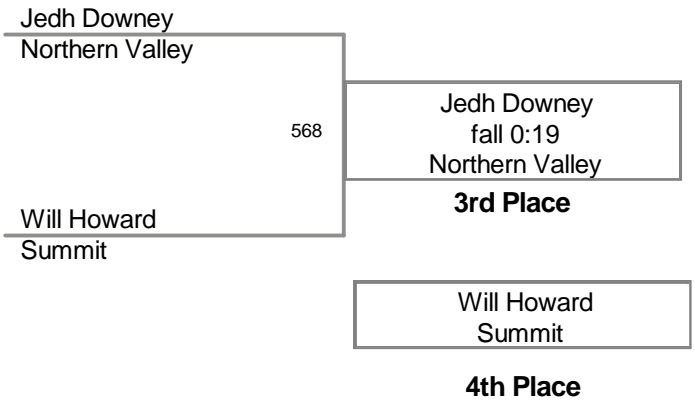 Jedh Downey
Northern Valley
568
Jedh Downey
fall 0:19
Northern Valley
3rd Place
Will Howard
Summit
Will Howard
Summit
4th Place